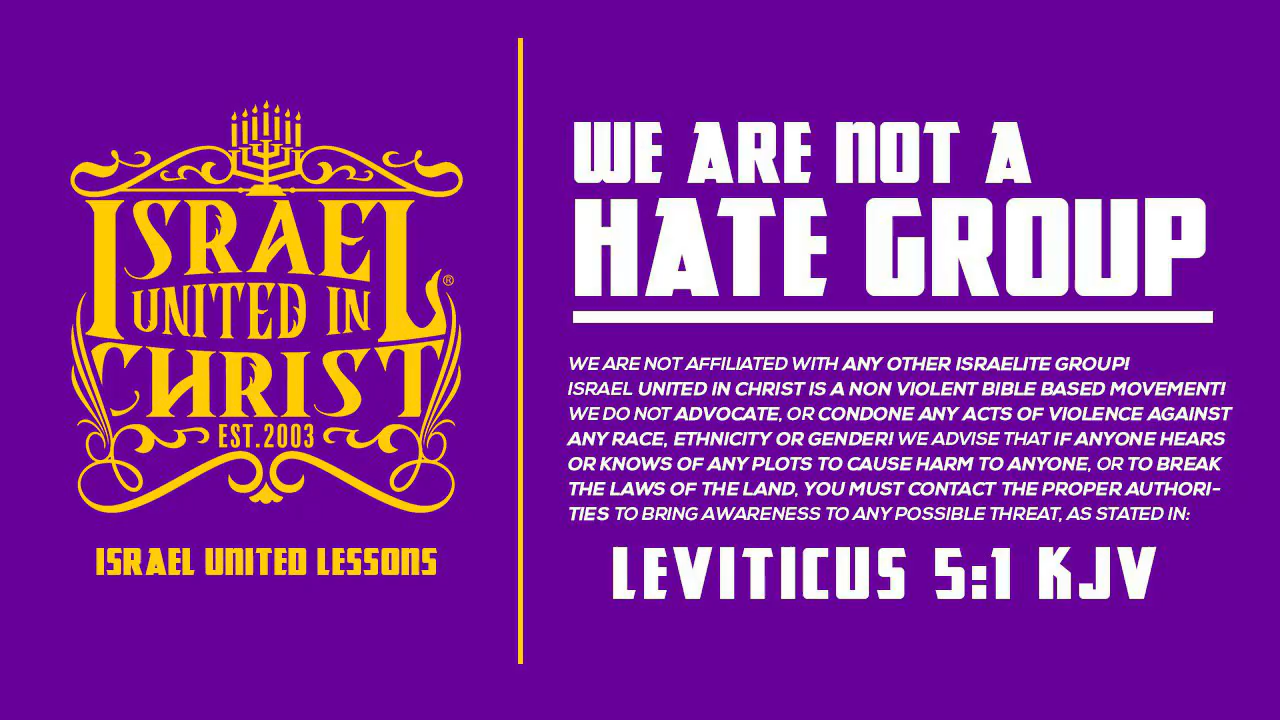 ISRAEL
UNITED IN
CHRIST
®
EST.2003
ISRAEL UNITED LESSONS
WE ARE NOT A
HATE GROUP
WE ARE NOT AFFILIATED WITH ANY OTHER ISRAELITE GROUP!
ISRAEL UNITED IN CHRIST IS A NON VIOLENT BIBLE BASED MOVEMENT!
WE DO NOT ADVOCATE, OR CONDONE ANY ACTS OF VIOLENCE AGAINST
ANY RACE, ETHNICITY OR GENDER! WE ADVISE THAT IF ANYONE HEARS
OR KNOWS OF ANY PLOTS TO CAUSE HARM TO ANYONE, OR TO BREAK
THE LAWS OF THE LAND, YOU MUST CONTACT THE PROPER AUTHORI-
TIES TO BRING AWARENESS TO ANY POSSIBLE THREAT, AS STATED IN:
LEVITICUS 5:1 KJV